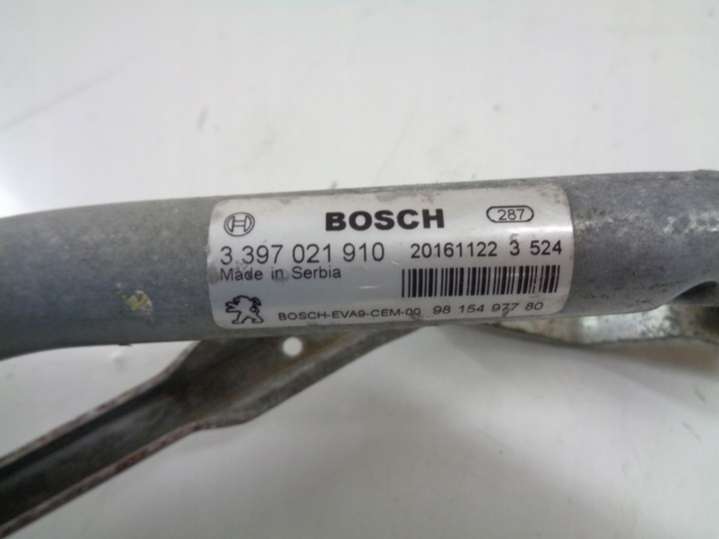 BOSCH 287
3 397 021 910 20161122 3 524
Made in Serbia
BOSCH-EVA9-CEM-00 98 154 977 80